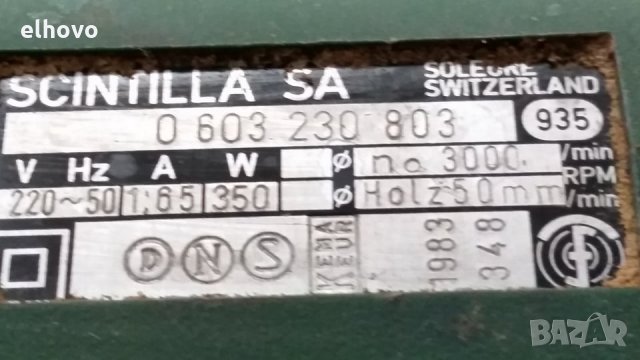 elhovo
SCINTILLA SA
SOLEURE
SWITZERLAND
0 603 230 803
935
V Hz A W
Ø no 3000 /min
RPM
220~50 1.65 350
Ø Holz 50 mm /min
D N S
KEMA
KEUR
1983
348
BAZAR